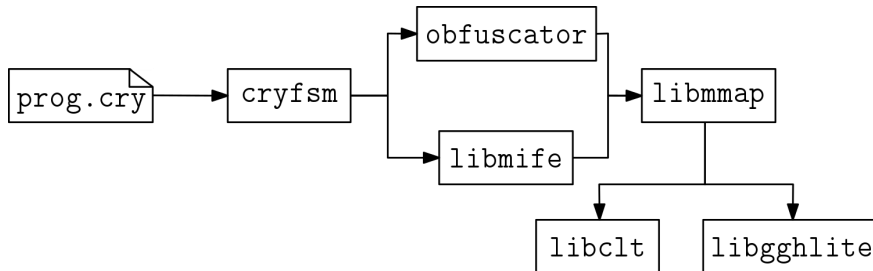 obfuscator
prog.cry
cryfsm
libmmap
libmife
libclt
libgghlite